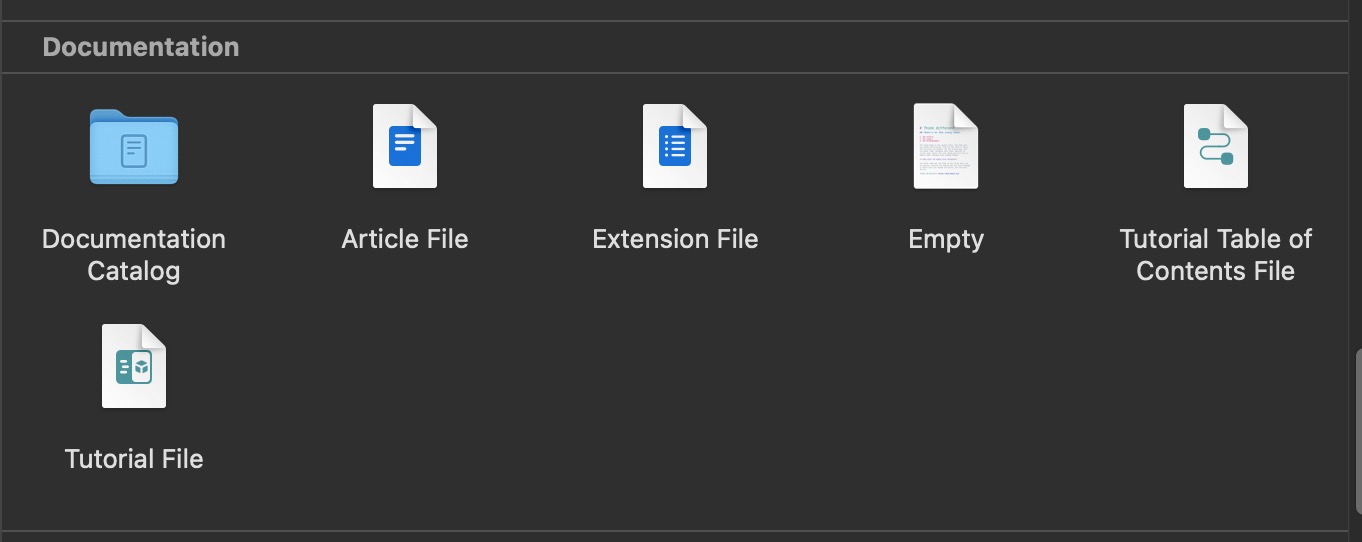 Documentation
Documentation
Catalog
Article File
Extension File
Empty
Tutorial Table of
Contents File
Tutorial File